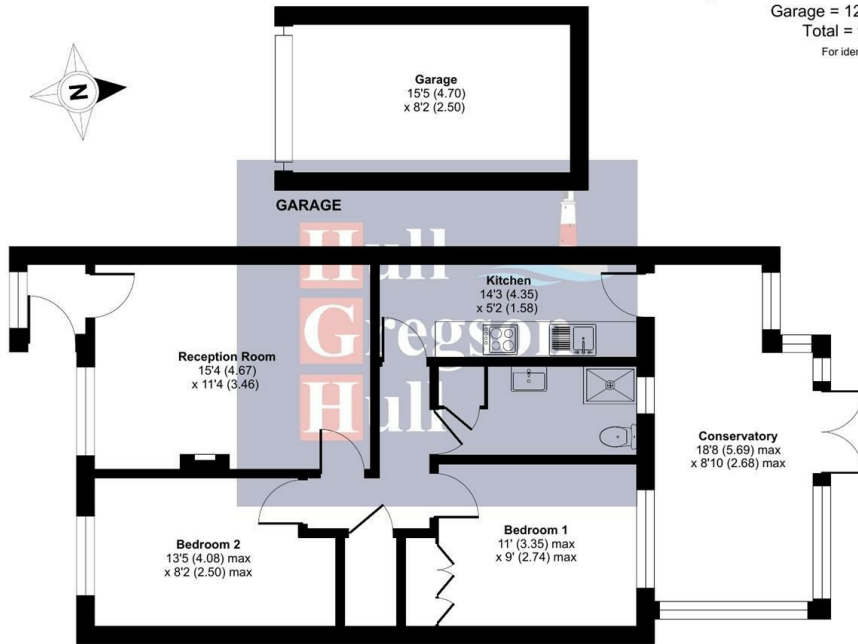 Garage = 12
Total =
For iden
N
Garage
15'5 (4.70)
x 8'2 (2.50)
GARAGE
Hull
Gregson
Hull
Kitchen
14'3 (4.35)
x 5'2 (1.58)
Reception Room
15'4 (4.67)
x 11'4 (3.46)
Conservatory
18'8 (5.69) max
x 8'10 (2.68) max
Bedroom 2
13'5 (4.08) max
x 8'2 (2.50) max
Bedroom 1
11' (3.35) max
x 9' (2.74) max